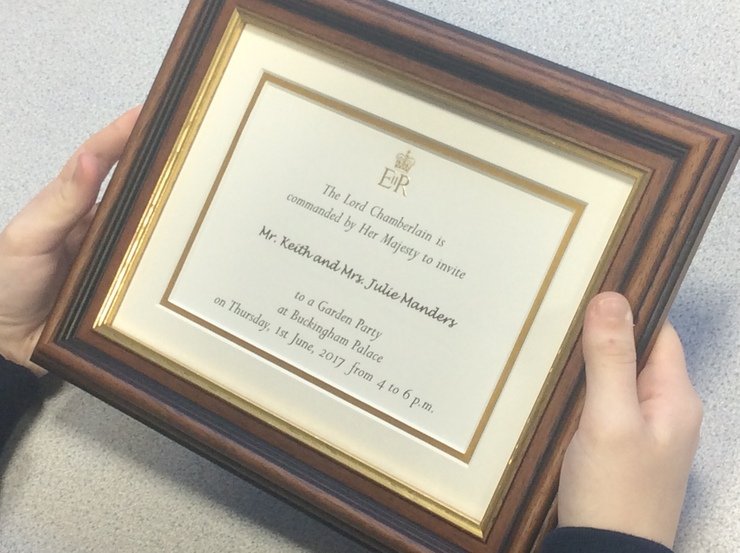 EIIR
The Lord Chamberlain is
commanded by Her Majesty to invite
Mr. Keith and Mrs. Julie Manders
to a Garden Party
at Buckingham Palace
on Thursday, 1st June, 2017 from 4 to 6 p.m.